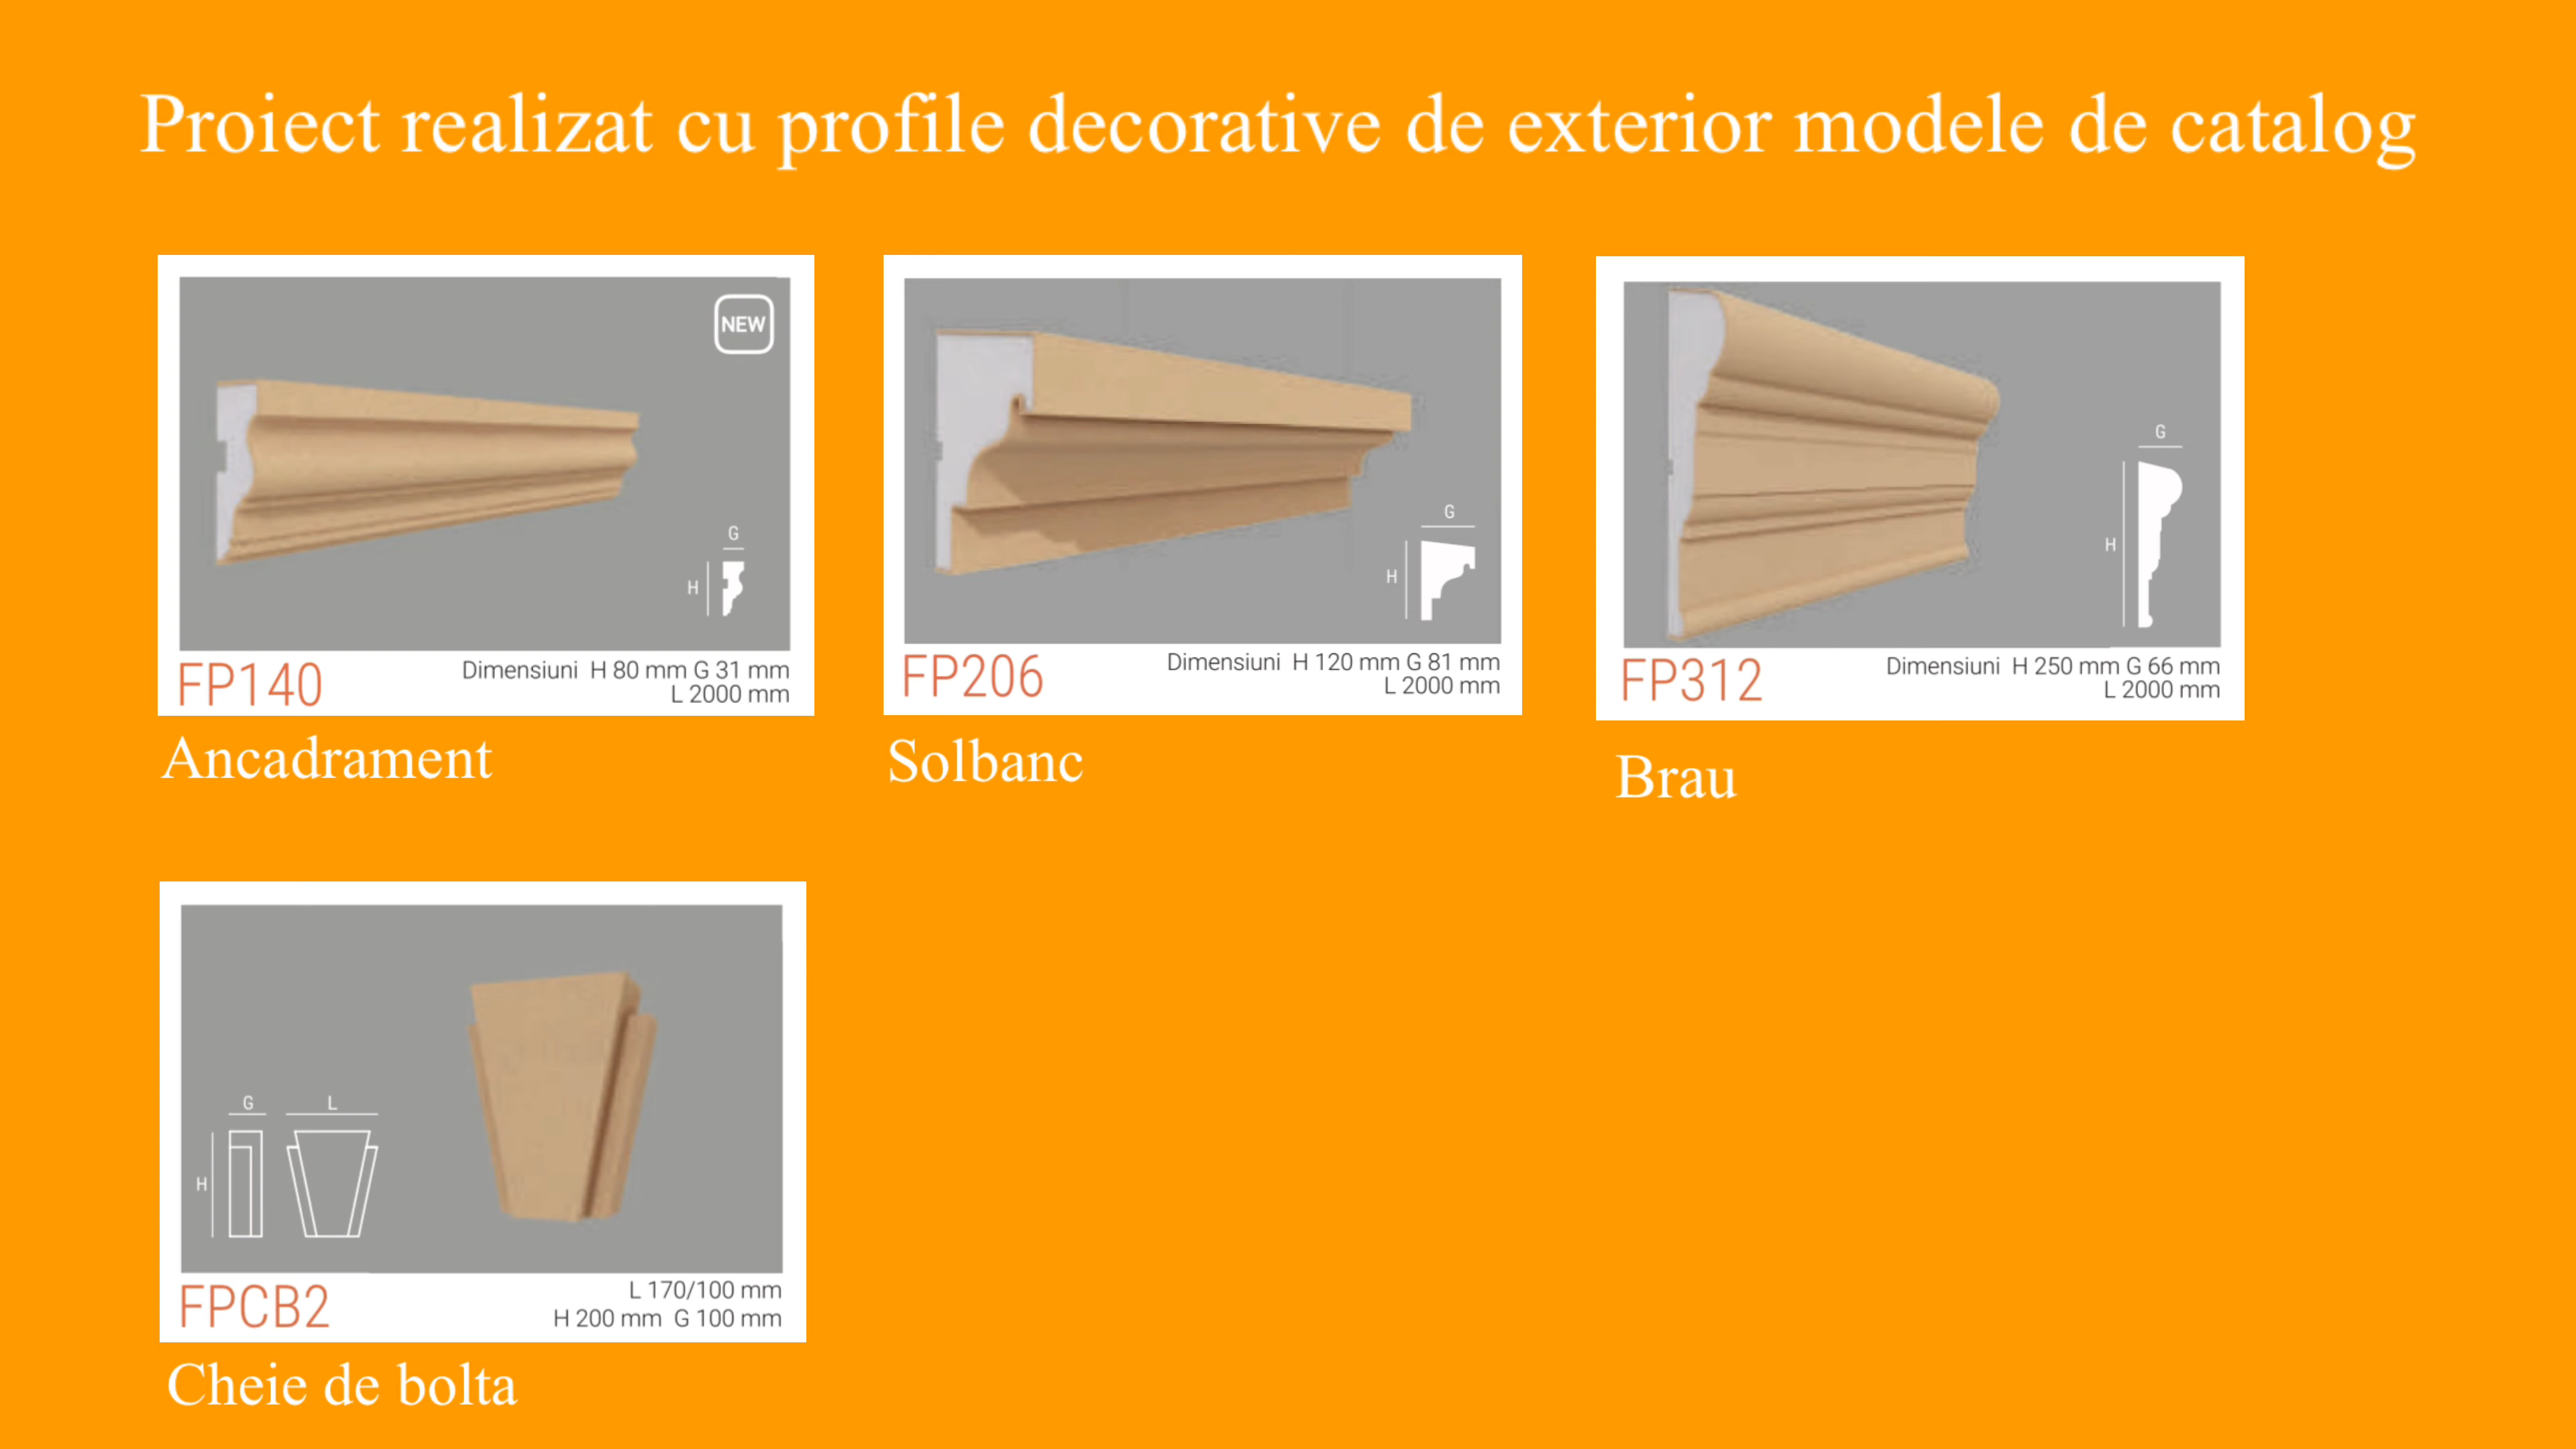 Proiect realizat cu profile decorative de exterior modele de catalog
NEW
G
H
FP140
Dimensiuni H 80 mm G 31 mm
L 2000 mm
Ancadrament
G
H
FP206
Dimensiuni H 120 mm G 81 mm
L 2000 mm
Solbanc
G
H
FP312
Dimensiuni H 250 mm G 66 mm
L 2000 mm
Brau
G L
H
FPCB2
L 170/100 mm
H 200 mm G 100 mm
Cheie de bolta